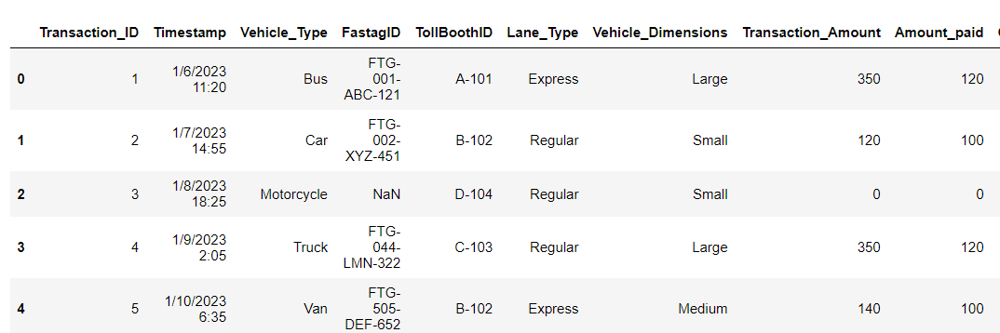 Transaction_ID Timestamp Vehicle_Type FastagID TollBoothID Lane_Type Vehicle_Dimensions Transaction_Amount Amount_paid
0 1 1/6/2023 11:20 Bus FTG-001-ABC-121 A-101 Express Large 350 120
1 2 1/7/2023 14:55 Car FTG-002-XYZ-451 B-102 Regular Small 120 100
2 3 1/8/2023 18:25 Motorcycle NaN D-104 Regular Small 0 0
3 4 1/9/2023 2:05 Truck FTG-044-LMN-322 C-103 Regular Large 350 120
4 5 1/10/2023 6:35 Van FTG-505-DEF-652 B-102 Express Medium 140 100